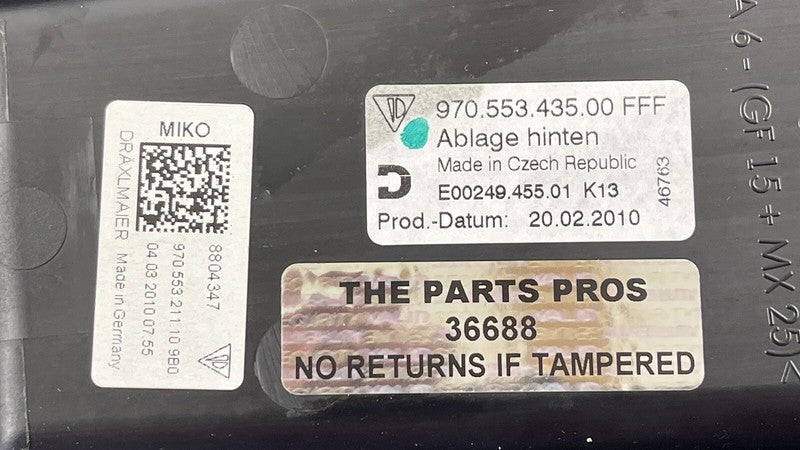 MIKO
DRÄXLMAIER Made in Germany
8804347
970 553 211 10 9B0
04 03 2010 07:55
970.553.435.00 FFF
Ablage hinten
Made in Czech Republic
E00249.455.01 K13
46763
Prod.-Datum: 20.02.2010
THE PARTS PROS
36688
NO RETURNS IF TAMPERED
A 6 - (GF 15 + MX 25)<